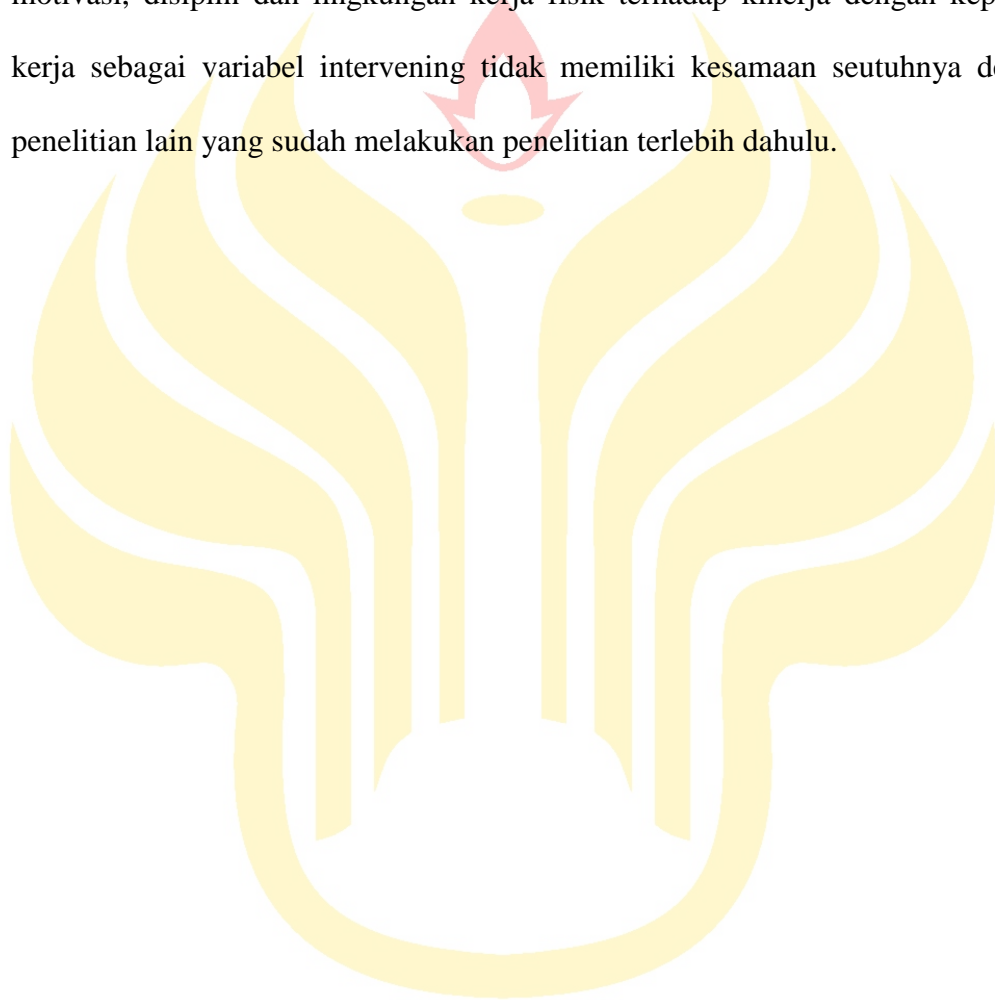 motivasi, disiplin dan lingkungan kerja fisik terhadap kinerja dengan
kerja sebagai variabel intervening tidak memiliki kesamaan seutuhnya
penelitian lain yang sudah melakukan penelitian terlebih dahulu.